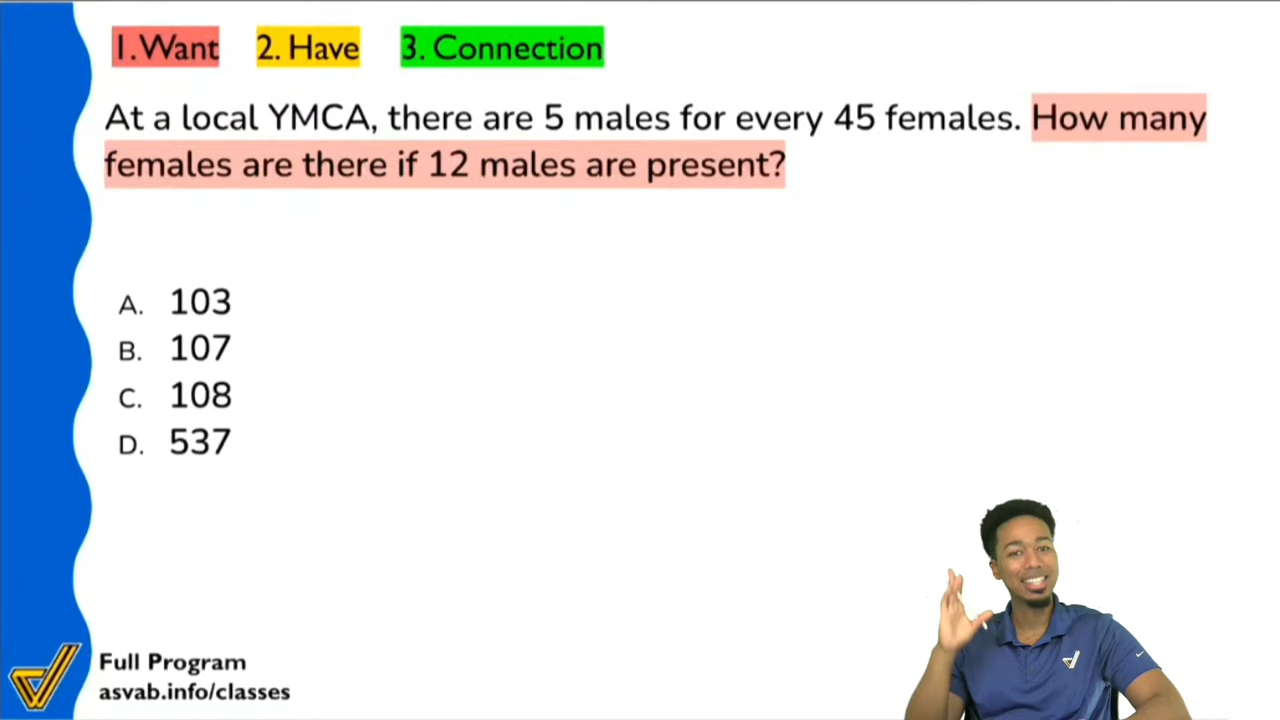 1. Want 2. Have 3. Connection
At a local YMCA, there are 5 males for every 45 females. How many
females are there if 12 males are present?
A. 103
B. 107
C. 108
D. 537
Full Program
asvab.info/classes